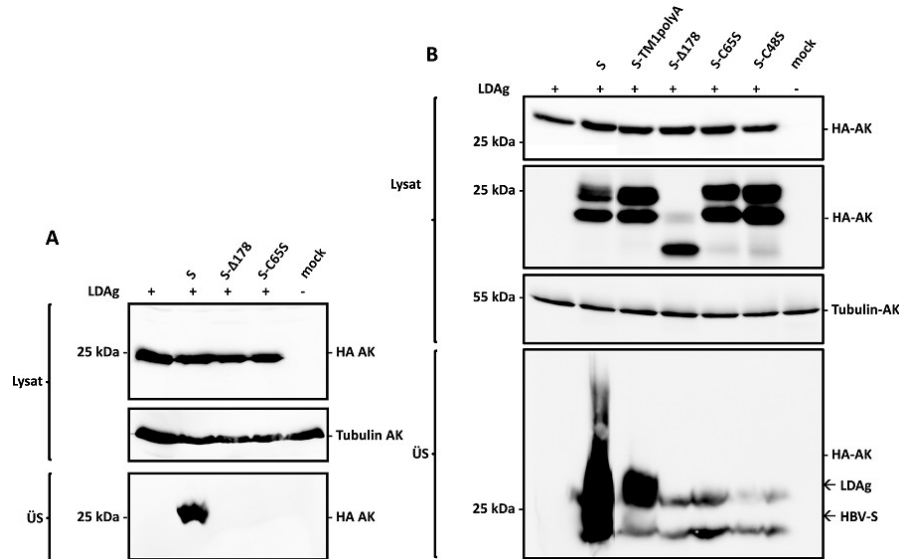 A
S
S-Δ178
S-C65S
mock
LDAg + + + + -
Lysat
25 kDa
HA AK
Tubulin AK
ÜS
25 kDa
HA AK
B
S
S-TM1polyA
S-Δ178
S-C65S
S-C48S
mock
LDAg + + + + + + -
Lysat
25 kDa
HA-AK
25 kDa
HA-AK
55 kDa
Tubulin-AK
ÜS
HA-AK
LDAg
25 kDa
HBV-S